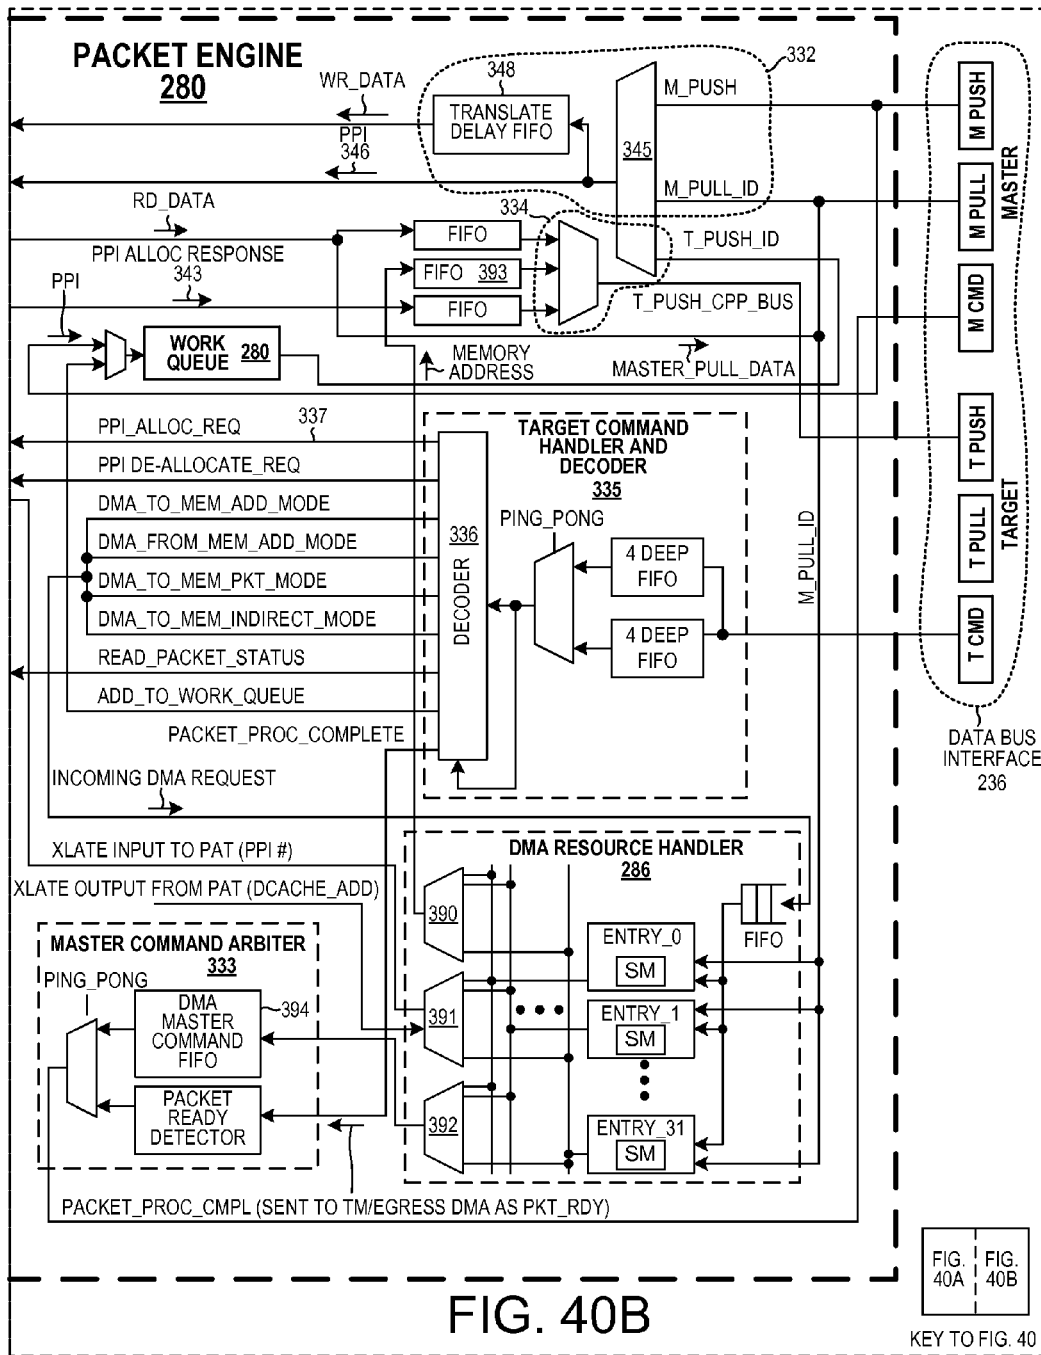 PACKET ENGINE
280
WR_DATA
348
TRANSLATE
DELAY FIFO
PPI
346
345
332
M_PUSH
M_PULL_ID
T_PUSH_ID
T_PUSH_CPP_BUS
RD_DATA
PPI ALLOC RESPONSE
334
FIFO
FIFO 393
FIFO
343
PPI
WORK
QUEUE 280
MEMORY
ADDRESS
MASTER_PULL_DATA
M PUSH
M PULL
M CMD
MASTER
T PUSH
T PULL
T CMD
TARGET
DATA BUS
INTERFACE
236
M_PULL_ID
PPI_ALLOC_REQ
337
PPI DE-ALLOCATE_REQ
DMA_TO_MEM_ADD_MODE
DMA_FROM_MEM_ADD_MODE
DMA_TO_MEM_PKT_MODE
DMA_TO_MEM_INDIRECT_MODE
READ_PACKET_STATUS
ADD_TO_WORK_QUEUE
PACKET_PROC_COMPLETE
TARGET COMMAND
HANDLER AND
DECODER
335
336
DECODER
PING_PONG
4 DEEP
FIFO
4 DEEP
FIFO
INCOMING DMA REQUEST
XLATE INPUT TO PAT (PPI #)
XLATE OUTPUT FROM PAT (DCACHE_ADD)
DMA RESOURCE HANDLER
286
390
391
392
FIFO
ENTRY_0
SM
ENTRY_1
SM
ENTRY_31
SM
MASTER COMMAND ARBITER
333
PING_PONG
DMA
MASTER
COMMAND
FIFO
394
PACKET
READY
DETECTOR
PACKET_PROC_CMPL (SENT TO TM/EGRESS DMA AS PKT_RDY)
FIG. 40B
FIG.
40A
FIG.
40B
KEY TO FIG. 40